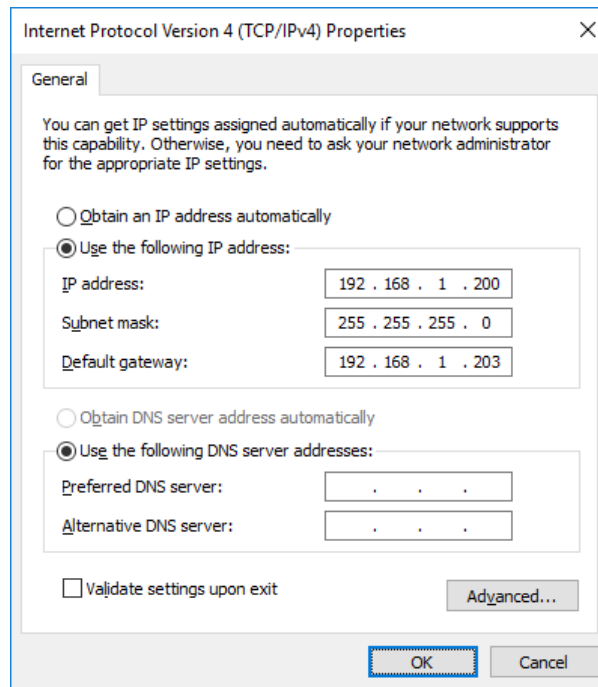 Internet Protocol Version 4 (TCP/IPv4) Properties
General
You can get IP settings assigned automatically if your network supports
this capability. Otherwise, you need to ask your network administrator
for the appropriate IP settings.
Obtain an IP address automatically
Use the following IP address:
IP address: 192 . 168 . 1 . 200
Subnet mask: 255 . 255 . 255 . 0
Default gateway: 192 . 168 . 1 . 203
Obtain DNS server address automatically
Use the following DNS server addresses:
Preferred DNS server: . . .
Alternative DNS server: . . .
Validate settings upon exit
Advanced...
OK Cancel